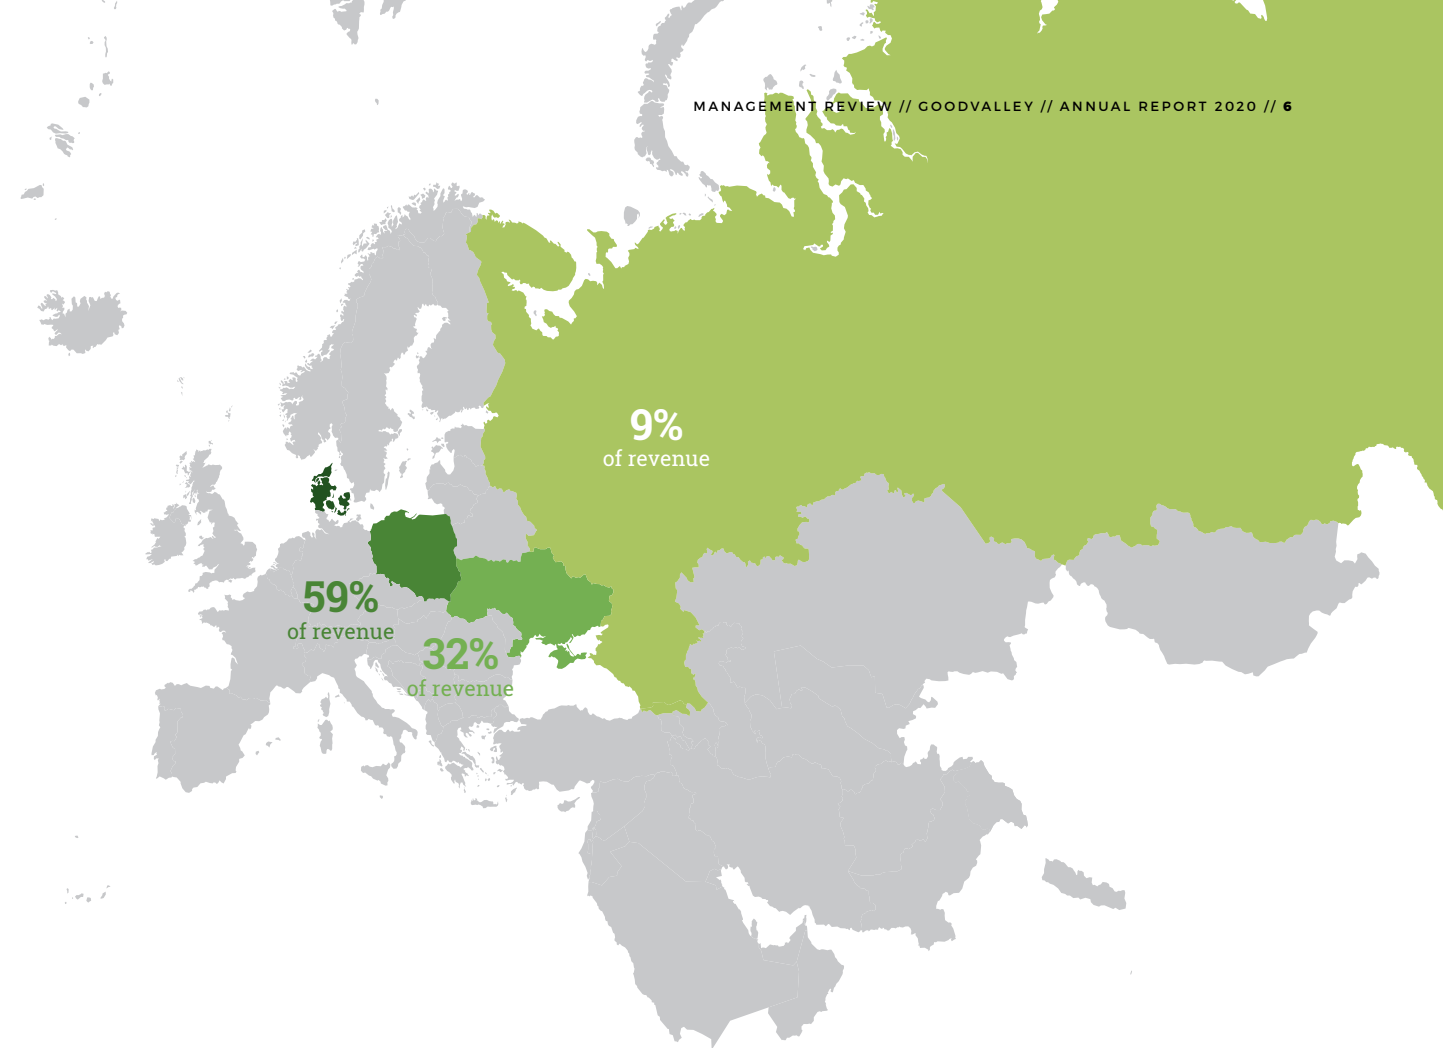 MANAGEMENT REVIEW // GOODVALLEY // ANNUAL REPORT 2020 // 6
9%
of revenue
59%
of revenue
32%
of revenue